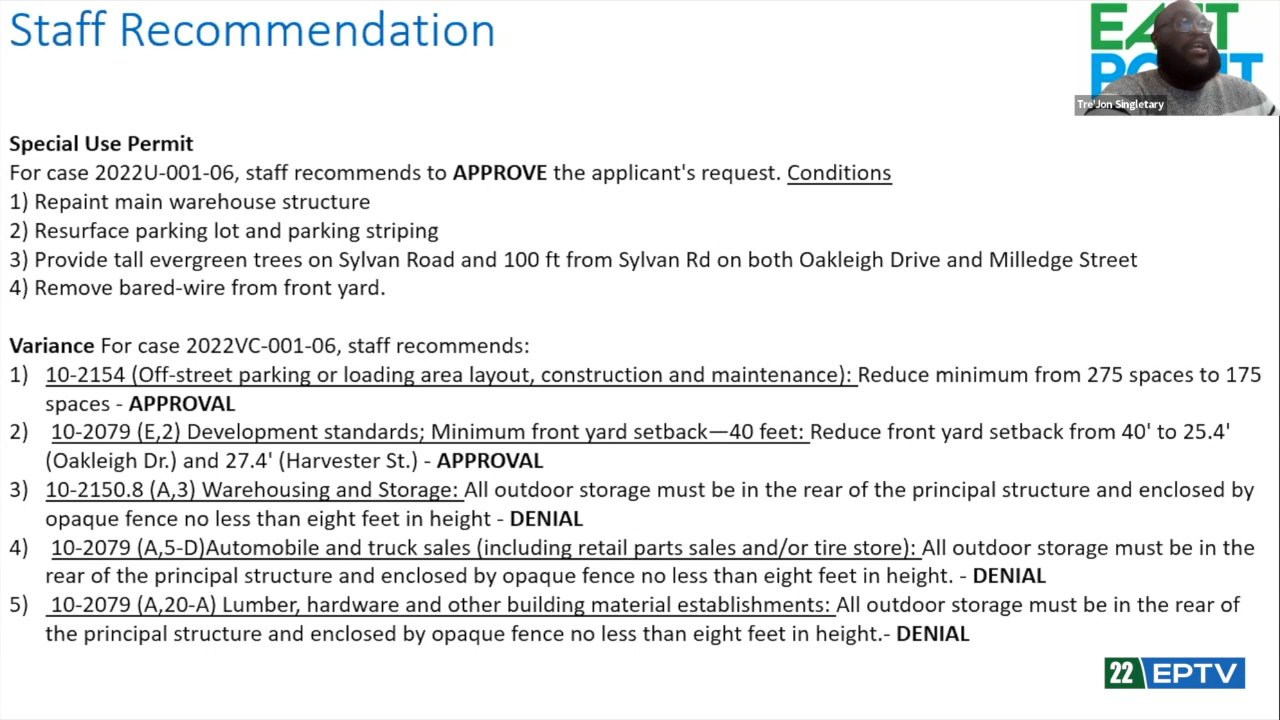 Staff Recommendation
EAST
PO
T
Tre'Jon Singletary
Special Use Permit
For case 2022U-001-06, staff recommends to APPROVE the applicant's request. Conditions
1) Repaint main warehouse structure
2) Resurface parking lot and parking striping
3) Provide tall evergreen trees on Sylvan Road and 100 ft from Sylvan Rd on both Oakleigh Drive and Milledge Street
4) Remove bared-wire from front yard.
Variance For case 2022VC-001-06, staff recommends:
1) 10-2154 (Off-street parking or loading area layout, construction and maintenance): Reduce minimum from 275 spaces to 175
spaces - APPROVAL
2) 10-2079 (E,2) Development standards; Minimum front yard setback—40 feet: Reduce front yard setback from 40' to 25.4'
(Oakleigh Dr.) and 27.4' (Harvester St.) - APPROVAL
3) 10-2150.8 (A,3) Warehousing and Storage: All outdoor storage must be in the rear of the principal structure and enclosed by
opaque fence no less than eight feet in height - DENIAL
4) 10-2079 (A,5-D)Automobile and truck sales (including retail parts sales and/or tire store): All outdoor storage must be in the
rear of the principal structure and enclosed by opaque fence no less than eight feet in height. - DENIAL
5) 10-2079 (A,20-A) Lumber, hardware and other building material establishments: All outdoor storage must be in the rear of
the principal structure and enclosed by opaque fence no less than eight feet in height.- DENIAL
22 EPTV